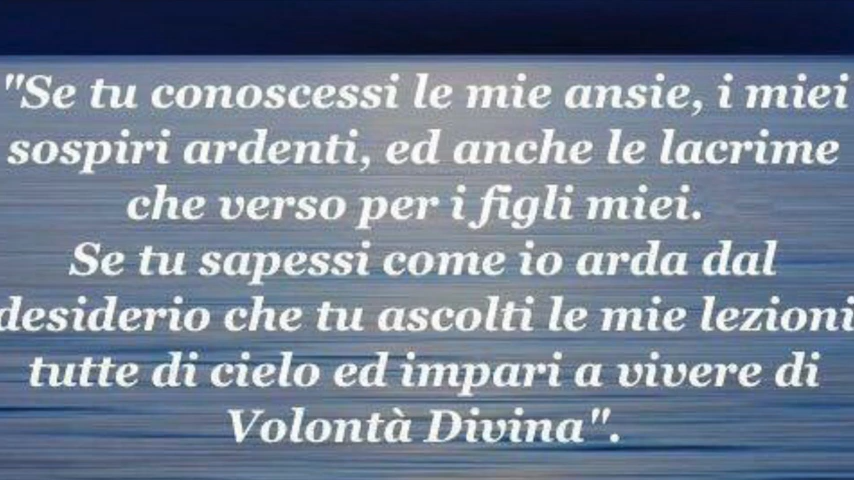 "Se tu conoscessi le mie ansie, i miei
sospiri ardenti, ed anche le lacrime
che verso per i figli miei.
Se tu sapessi come io arda dal
desiderio che tu ascolti le mie lezioni
tutte di cielo ed impari a vivere di
Volontà Divina".